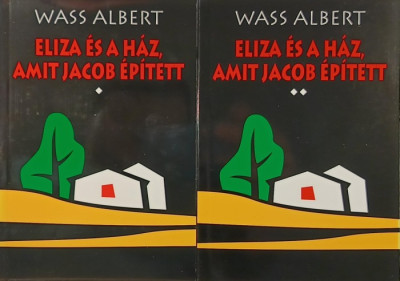 WASS ALBERT
ELIZA ÉS A HÁZ,
AMIT JACOB ÉPÍTETT
WASS ALBERT
ELIZA ÉS A HÁZ,
AMIT JACOB ÉPÍTETT